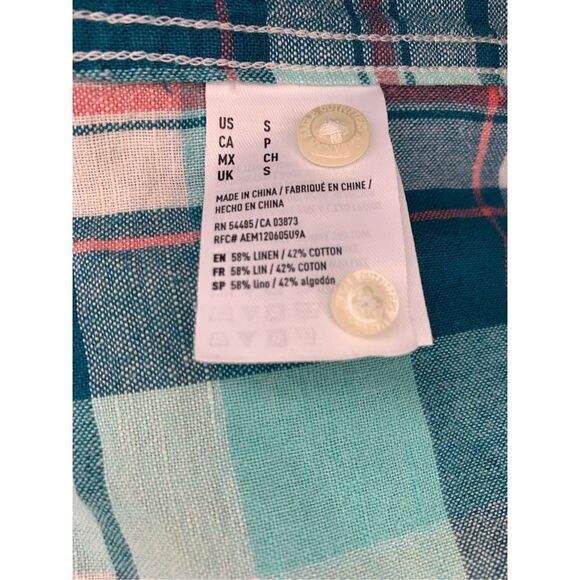 US S
CA P
MX CH
UK S
MADE IN CHINA / FABRIQUÉ EN CHINE /
HECHO EN CHINA
RN 54485/CA 03873
RFC# AEM120605U9A
EN 58% LINEN / 42% COTTON
FR 58% LIN / 42% COTON
SP 58% lino / 42% algodón